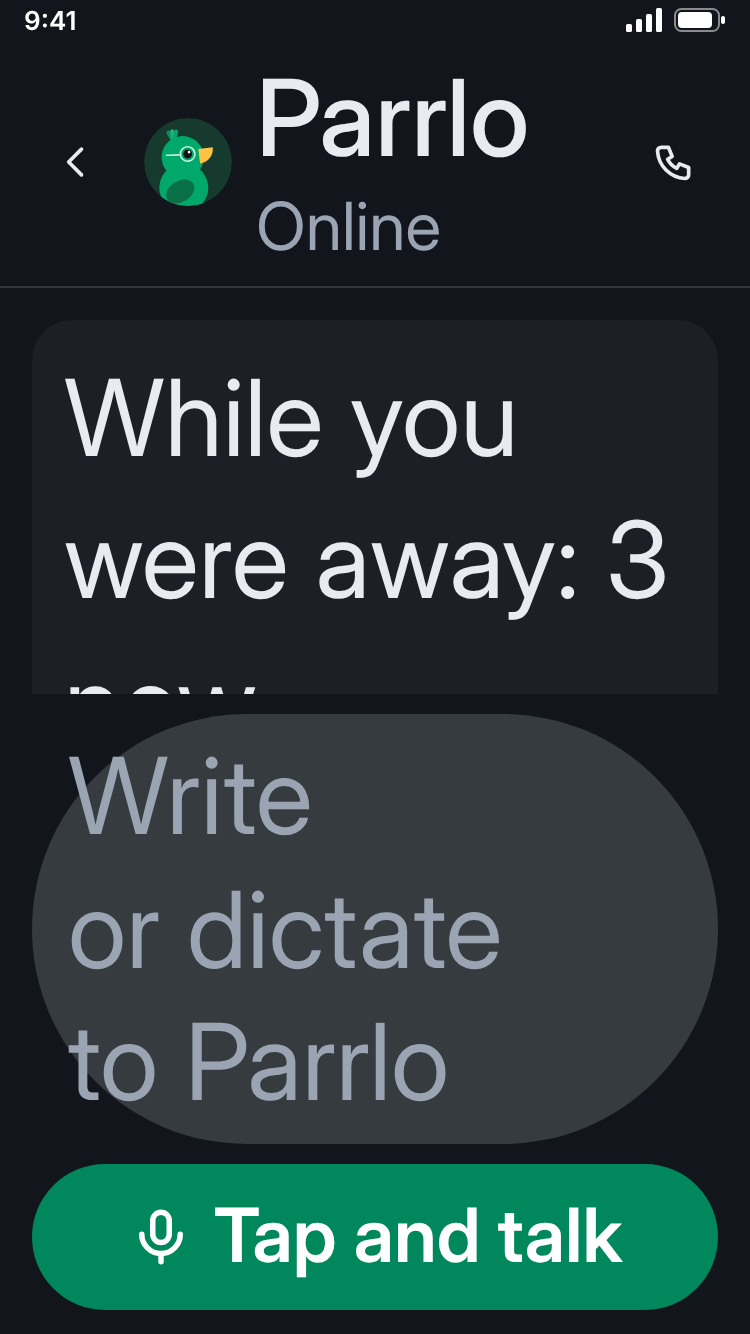 9:41
Parrlo
Online
While you
were away: 3
Write
or dictate
to Parrlo
Tap and talk